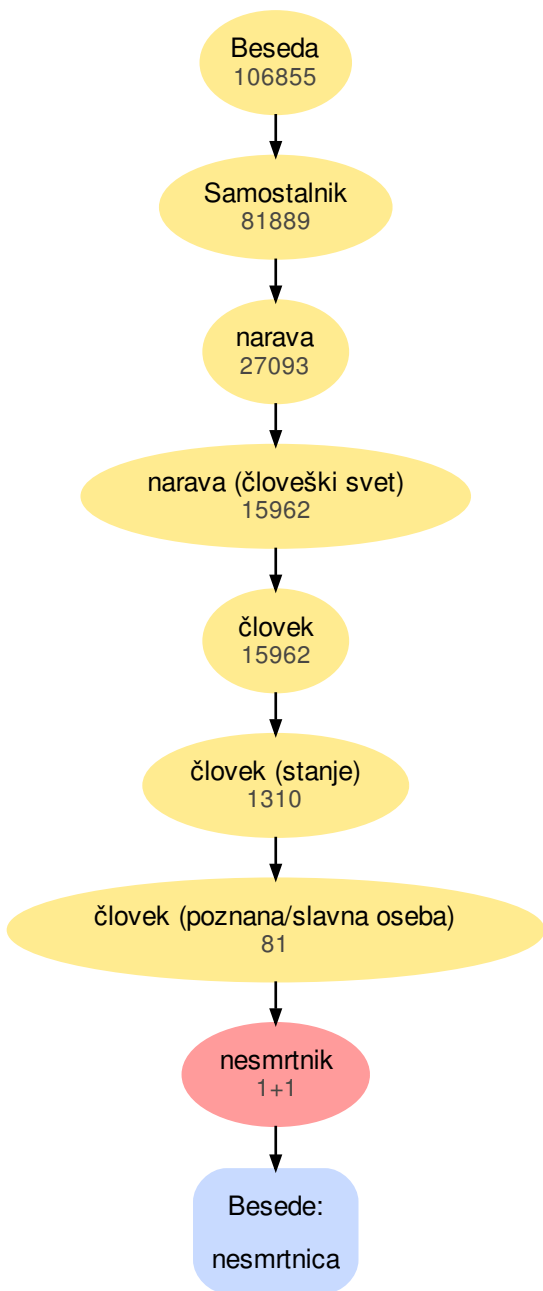 Beseda
106855
Samostalnik
81889
narava
27093
narava (človeški svet)
15962
človek
15962
človek (stanje)
1310
človek (poznana/slavna oseba)
81
nesmrtnik
1+1
Besede:
nesmrtnica